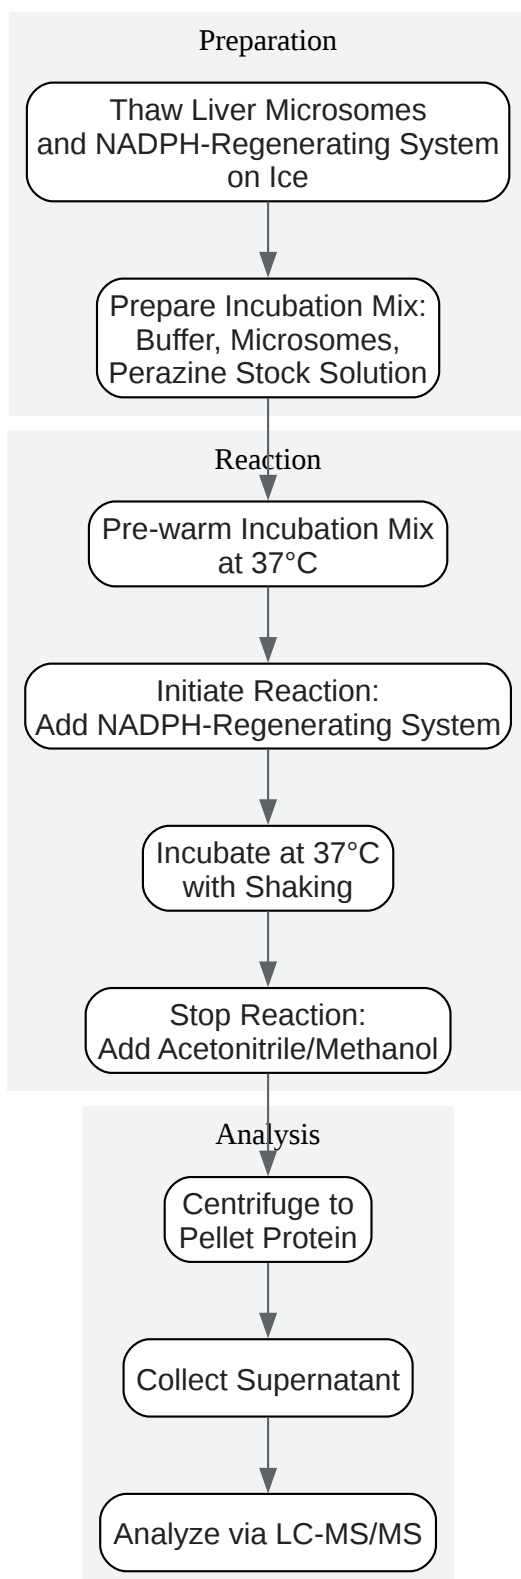 Preparation
Thaw Liver Microsomes
and NADPH-Regenerating System
on Ice
Prepare Incubation Mix:
Buffer, Microsomes,
Perazine Stock Solution
Reaction
Pre-warm Incubation Mix
at 37°C
Initiate Reaction:
Add NADPH-Regenerating System
Incubate at 37°C
with Shaking
Stop Reaction:
Add Acetonitrile/Methanol
Analysis
Centrifuge to
Pellet Protein
Collect Supernatant
Analyze via LC-MS/MS